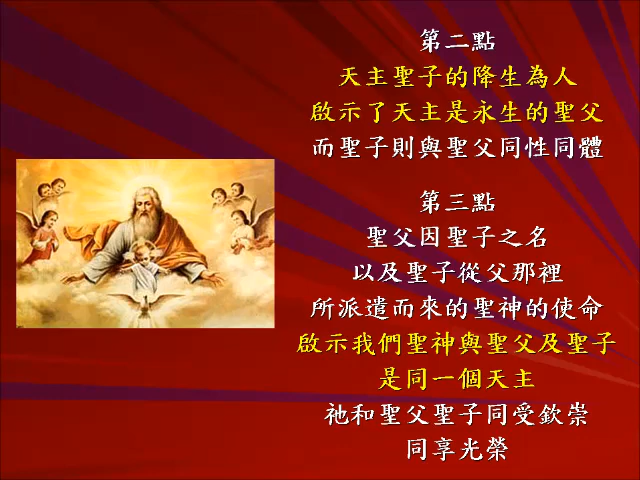 第二點
天主聖子的降生為人
啟示了天主是永生的聖父
而聖子則與聖父同性同體
第三點
聖父因聖子之名
以及聖子從父那裡
所派遣而來的聖神的使命
啟示我們聖神與聖父及聖子
是同一個天主
祂和聖父聖子同受欽崇
同享光榮